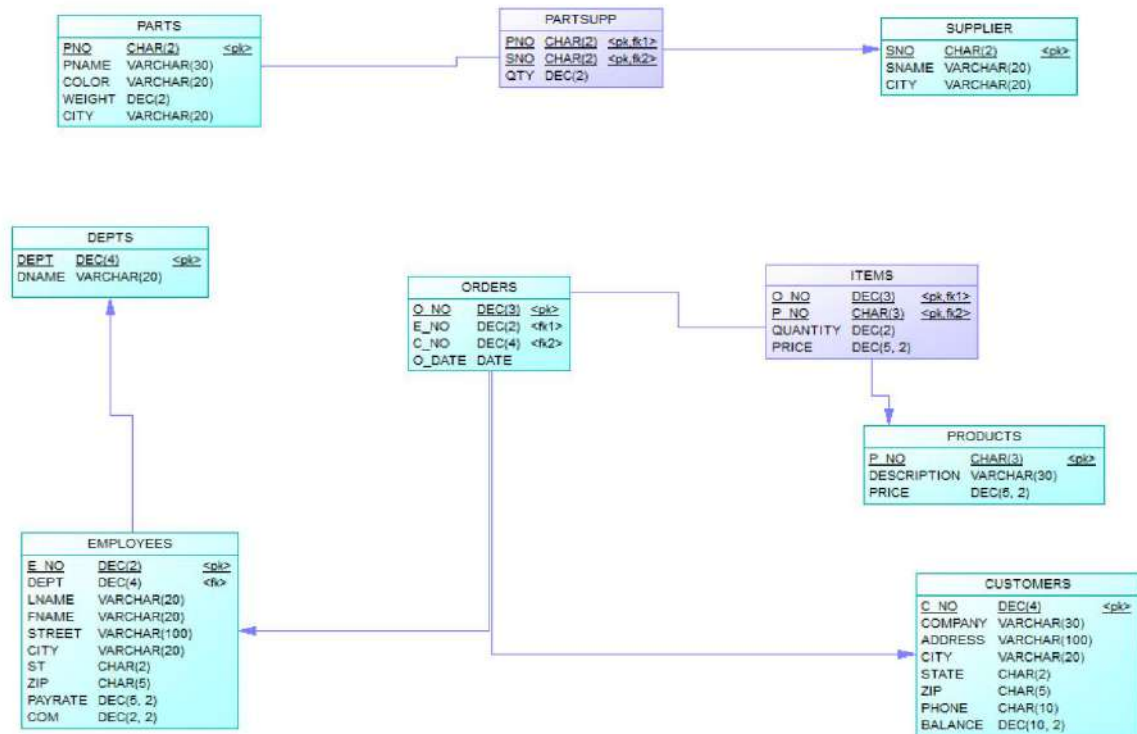 PARTS
PNO CHAR(2) <pk>
PNAME VARCHAR(30)
COLOR VARCHAR(20)
WEIGHT DEC(2)
CITY VARCHAR(20)
PARTSUPP
PNO CHAR(2) <pk,fk1>
SNO CHAR(2) <pk,fk2>
QTY DEC(2)
SUPPLIER
SNO CHAR(2) <pk>
SNAME VARCHAR(20)
CITY VARCHAR(20)
DEPTS
DEPT DEC(4) <pk>
DNAME VARCHAR(20)
ORDERS
O_NO DEC(3) <pk>
E_NO DEC(2) <fk1>
C_NO DEC(4) <fk2>
O_DATE DATE
ITEMS
O_NO DEC(3) <pk,fk1>
P_NO CHAR(3) <pk,fk2>
QUANTITY DEC(2)
PRICE DEC(5, 2)
PRODUCTS
P_NO CHAR(3) <pk>
DESCRIPTION VARCHAR(30)
PRICE DEC(5, 2)
EMPLOYEES
E_NO DEC(2) <pk>
DEPT DEC(4) <fk>
LNAME VARCHAR(20)
FNAME VARCHAR(20)
STREET VARCHAR(100)
CITY VARCHAR(20)
ST CHAR(2)
ZIP CHAR(5)
PAYRATE DEC(5, 2)
COM DEC(2, 2)
CUSTOMERS
C_NO DEC(4) <pk>
COMPANY VARCHAR(30)
ADDRESS VARCHAR(100)
CITY VARCHAR(20)
STATE CHAR(2)
ZIP CHAR(5)
PHONE CHAR(10)
BALANCE DEC(10, 2)